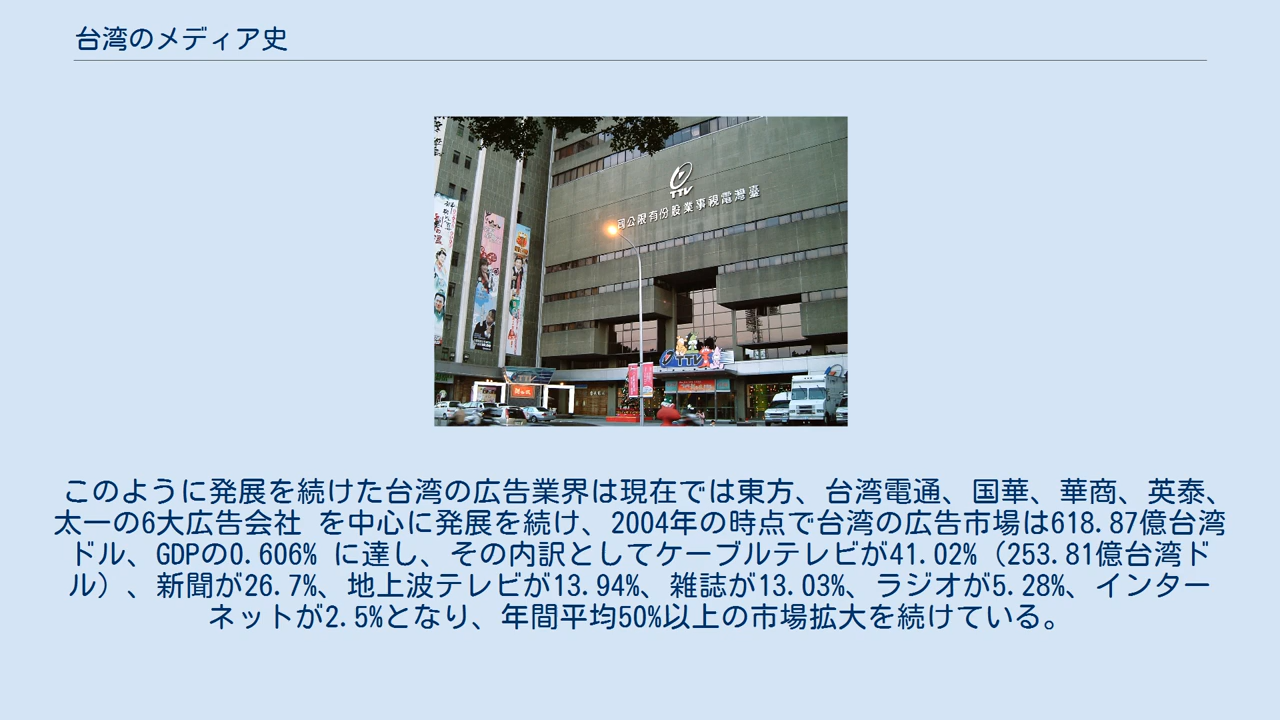 台湾のメディア史
TTV
臺灣電視事業股份有限公司
TTV
このように発展を続けた台湾の広告業界は現在では東方、台湾電通、国華、華商、英泰、
太一の6大広告会社 を中心に発展を続け、2004年の時点で台湾の広告市場は618.87億台湾
ドル、GDPの0.606% に達し、その内訳としてケーブルテレビが41.02%（253.81億台湾ド
ル）、新聞が26.7%、地上波テレビが13.94%、雑誌が13.03%、ラジオが5.28%、インター
ネットが2.5%となり、年間平均50%以上の市場拡大を続けている。